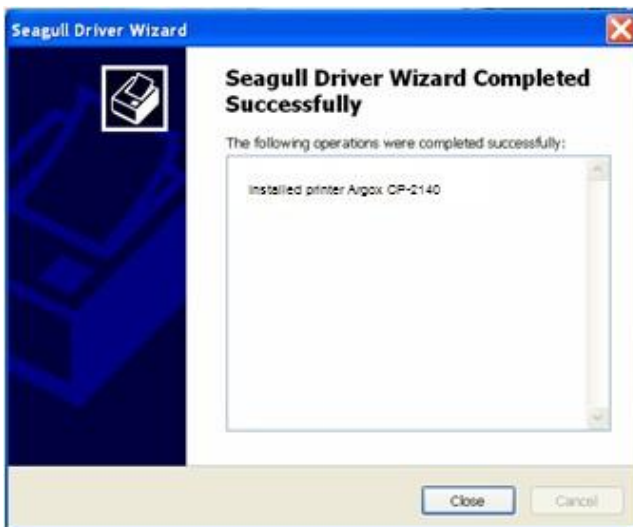 Seagull Driver Wizard
Seagull Driver Wizard Completed
Successfully
The following operations were completed successfully:
Installed printer Argox CP-2140
Close
Cancel